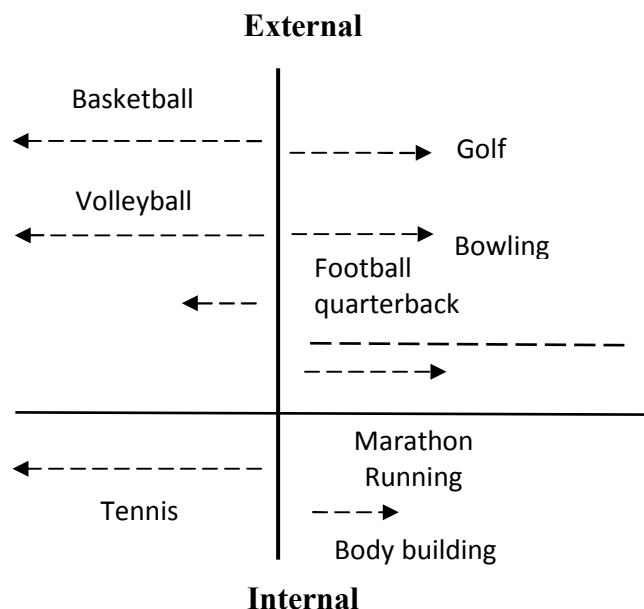 External
Basketball
Golf
Volleyball
Bowling
Football
quarterback
Marathon
Running
Tennis
Body building
Internal